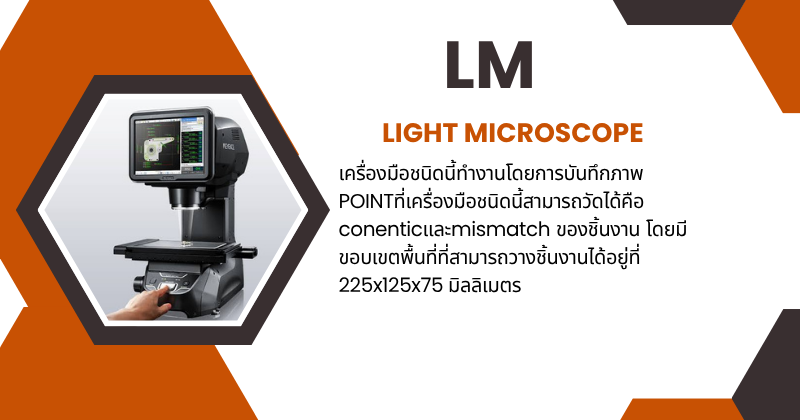 LM
LIGHT MICROSCOPE
เครื่องมือชนิดนี้ทำงานโดยการบันทึกภาพ
POINTที่เครื่องมือชนิดนี้สามารถวัดได้คือ
conenticและmismatch ของชิ้นงาน โดยมี
ขอบเขตพื้นที่ที่สามารถวางชิ้นงานได้อยู่ที่
225x125x75 มิลลิเมตร
KEYENCE